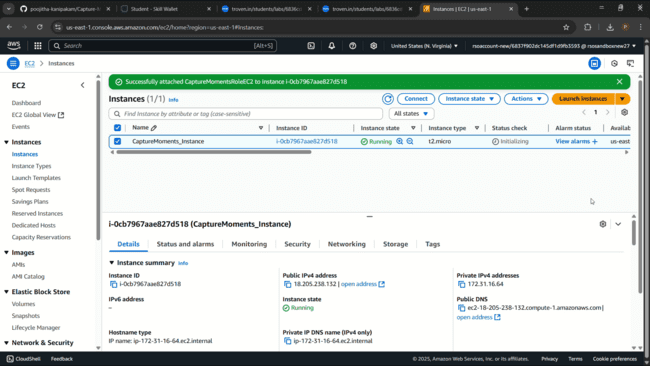 poojitha-kanipakam/Capture-M
Student - Skill Wallet
troven.in/student/labs/6836c
troven.in/student/labs/6836c
Instances | EC2 | us-east-1
us-east-1.console.aws.amazon.com/ec2/home?region=us-east-1#Instances:
aws
Search
[Alt+S]
United States (N. Virginia)
EC2
Instances
EC2
Dashboard
EC2 Global View
Events
Instances
Instances
Instance Types
Launch Templates
Spot Requests
Savings Plans
Reserved Instances
Dedicated Hosts
Capacity Reservations
Images
AMIs
AMI Catalog
Elastic Block Store
Volumes
Snapshots
Lifecycle Manager
Network & Security
Successfully attached CaptureMomentsRoleEC2 to instance i-0cb7967aae827d518
Instances (1/1) Info
Connect
Instance state
Actions
Launch instances
Find Instance by attribute or tag (case-sensitive)
All states
1
Name Instance ID Instance state Instance type Status check Alarm status Availab
CaptureMoments_Instance i-0cb7967aae827d518 Running t2.micro Initializing View alarms + us-east
i-0cb7967aae827d518 (CaptureMoments_Instance)
Details Status and alarms Monitoring Security Networking Storage Tags
Instance summary Info
Instance ID
i-0cb7967aae827d518
Public IPv4 address
18.205.238.132 | open address
Private IPv4 addresses
172.31.16.64
IPv6 address
–
Instance state
Running
Public DNS
ec2-18-205-238-132.compute-1.amazonaws.com |
open address
Hostname type
IP name: ip-172-31-16-64.ec2.internal
Private IP DNS name (IPv4 only)
ip-172-31-16-64.ec2.internal
CloudShell Feedback
© 2025, Amazon Web Services, Inc. or its affiliates. Privacy Terms Cookie preferences